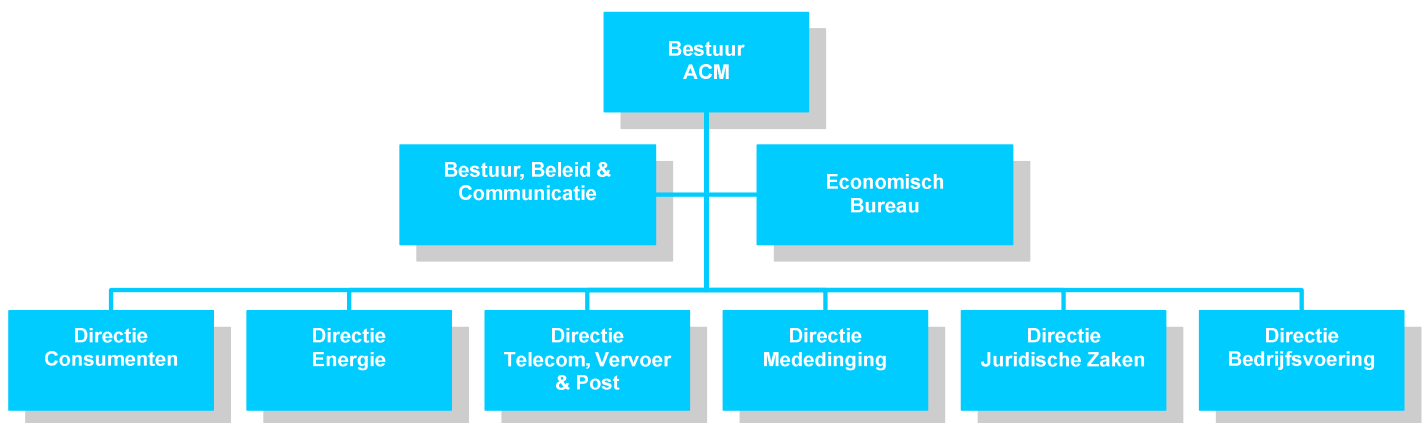 Bestuur
ACM
Bestuur, Beleid &
Communicatie
Economisch
Bureau
Directie
Consumenten
Directie
Energie
Directie
Telecom, Vervoer
& Post
Directie
Mededinging
Directie
Juridische Zaken
Directie
Bedrijfsvoering